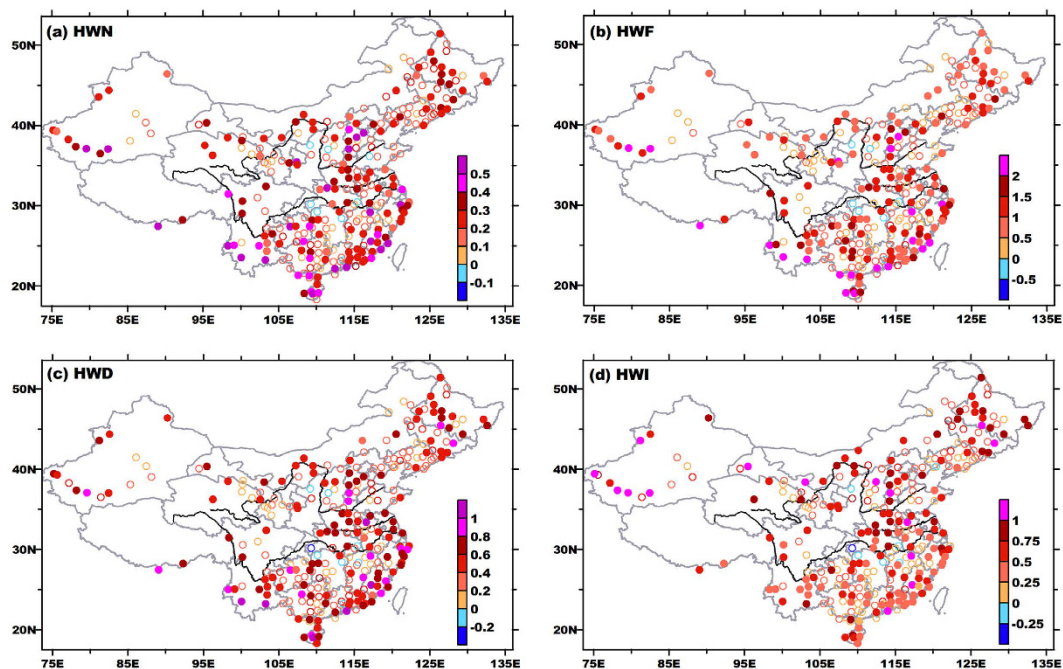 (a) HWN
50N
40N
30N
20N
0.5
0.4
0.3
0.2
0.1
0
-0.1
75E 85E 95E 105E 115E 125E 135E
(b) HWF
50N
40N
30N
20N
2
1.5
1
0.5
0
-0.5
75E 85E 95E 105E 115E 125E 135E
(c) HWD
50N
40N
30N
20N
1
0.8
0.6
0.4
0.2
0
-0.2
75E 85E 95E 105E 115E 125E 135E
(d) HWI
50N
40N
30N
20N
1
0.75
0.5
0.25
0
-0.25
75E 85E 95E 105E 115E 125E 135E